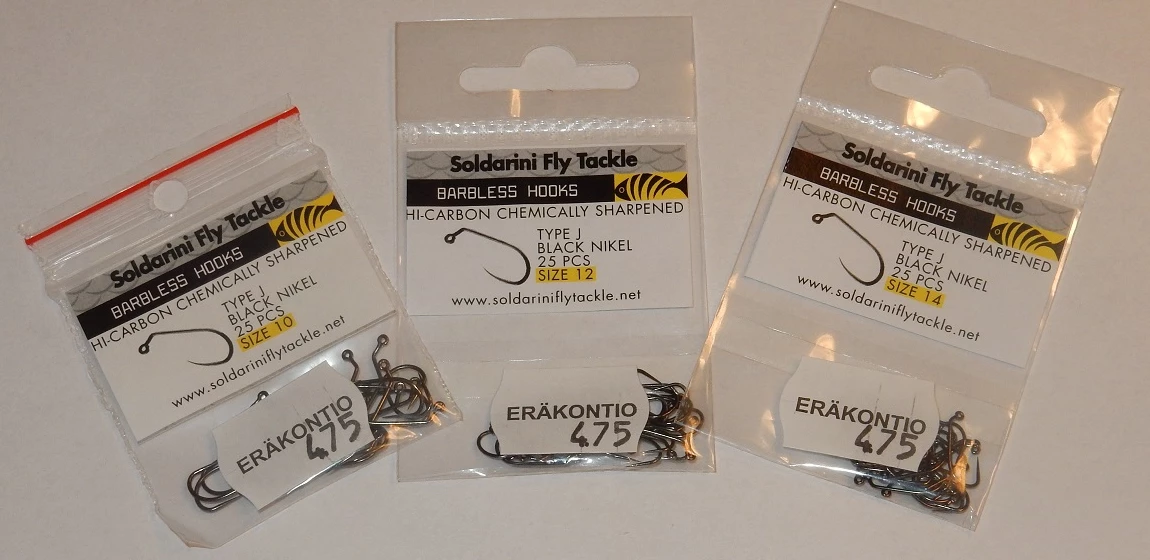 Soldarini Fly Tackle
BARBLESS HOOKS
HI-CARBON CHEMICALLY SHARPENED
TYPE J
BLACK NIKEL
25 PCS
SIZE 10
www.soldariniflytackle.net
ERÄKONTIO
475
Soldarini Fly Tackle
BARBLESS HOOKS
HI-CARBON CHEMICALLY SHARPENED
TYPE J
BLACK NIKEL
25 PCS
SIZE 12
www.soldariniflytackle.net
ERÄKONTIO
475
Soldarini Fly Tackle
BARBLESS HOOKS
HI-CARBON CHEMICALLY SHARPENED
TYPE J
BLACK NIKEL
25 PCS
SIZE 14
www.soldariniflytackle.net
ERÄKONTIO
475